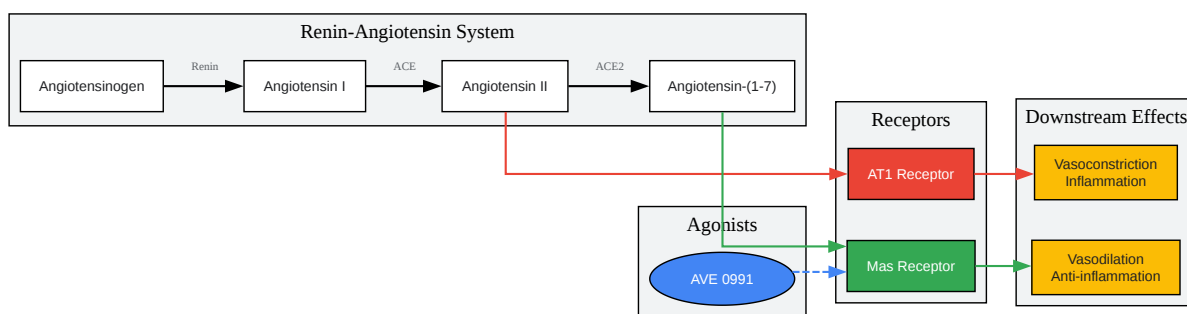 Renin-Angiotensin System
Renin
ACE
ACE2
Angiotensinogen
Angiotensin I
Angiotensin II
Angiotensin-(1-7)
Receptors
Downstream Effects
AT1 Receptor
Vasoconstriction
Inflammation
Agonists
AVE 0991
Mas Receptor
Vasodilation
Anti-inflammation